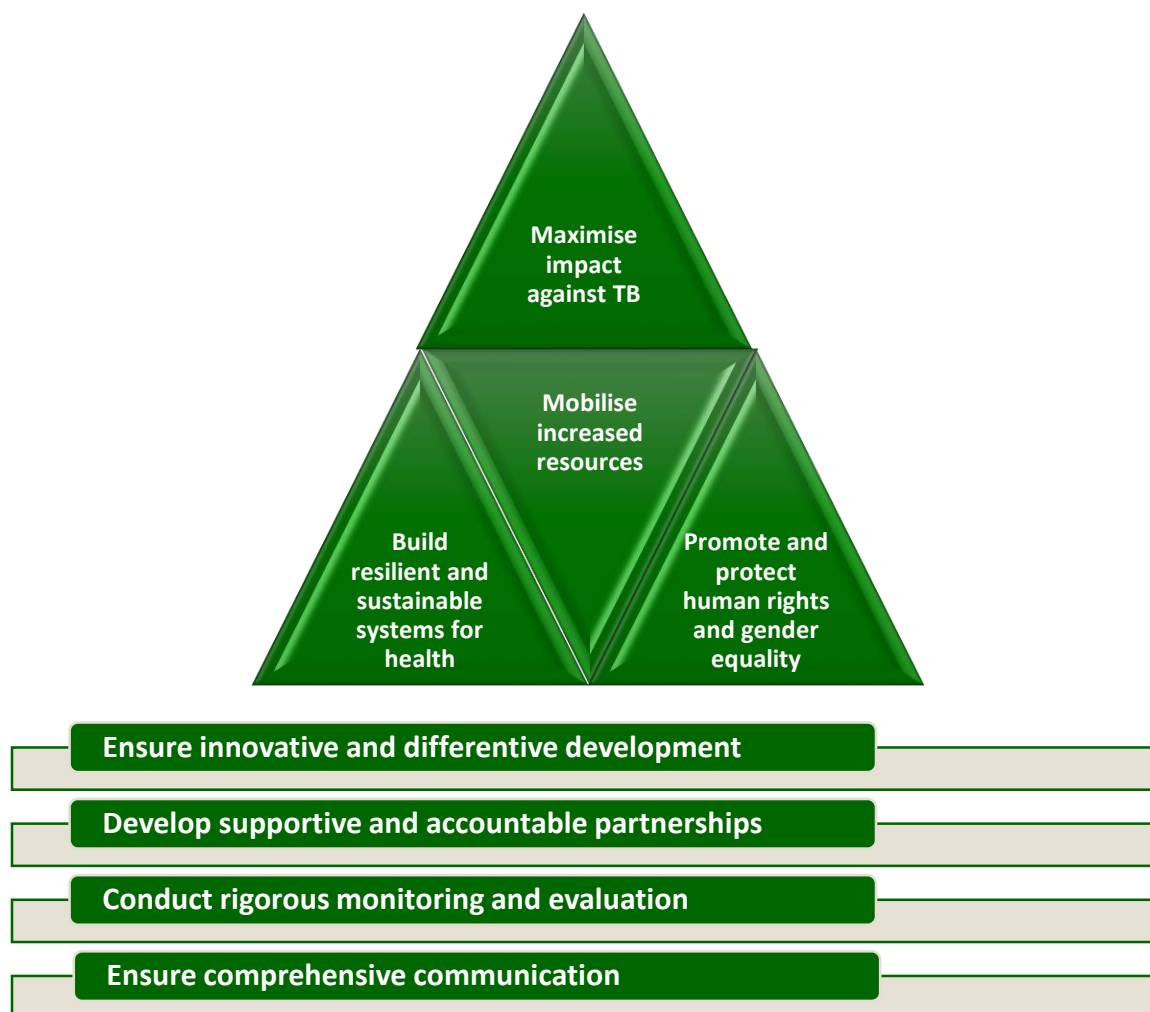 Maximise
impact
against TB
Mobilise
increased
resources
Build
resilient and
sustainable
systems for
health
Promote and
protect
human rights
and gender
equality
Ensure innovative and differentive development
Develop supportive and accountable partnerships
Conduct rigorous monitoring and evaluation
Ensure comprehensive communication